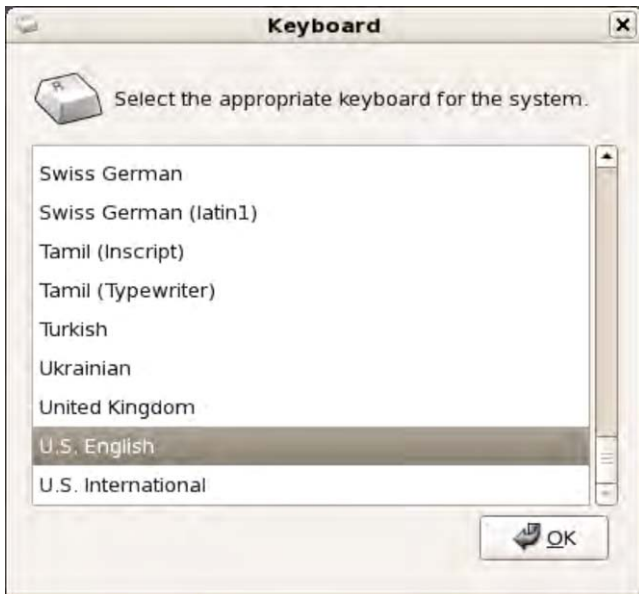 Keyboard
R
Select the appropriate keyboard for the system.
Swiss German
Swiss German (latin1)
Tamil (Inscript)
Tamil (Typewriter)
Turkish
Ukrainian
United Kingdom
U.S. English
U.S. International
OK